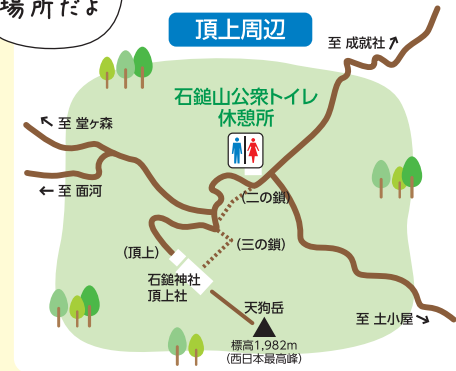 場所だよ
頂上周辺
至 成就社
石鎚山公衆トイレ
休憩所
至 堂ヶ森
至 面河
(二の鎖)
(三の鎖)
(頂上)
石鎚神社
頂上社
天狗岳
至 土小屋
標高1,982m
(西日本最高峰)